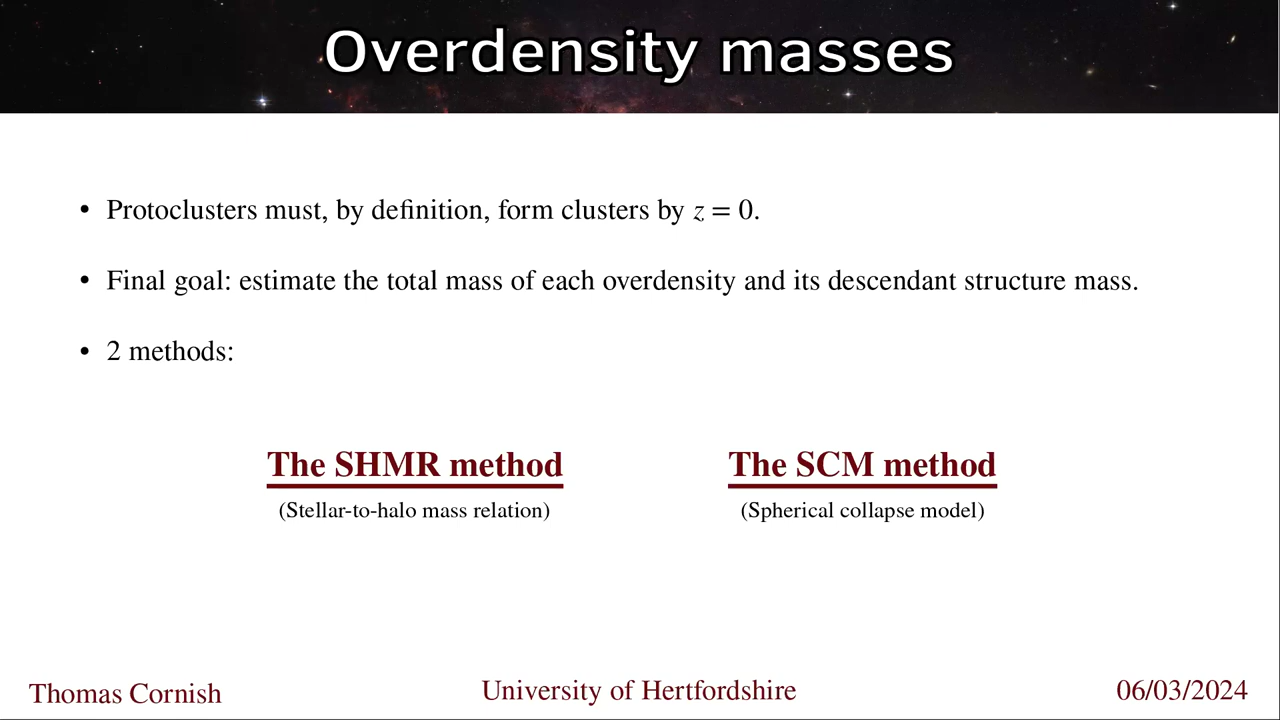 Overdensity masses
• Protoclusters must, by definition, form clusters by z = 0.
• Final goal: estimate the total mass of each overdensity and its descendant structure mass.
• 2 methods:
The SHMR method
(Stellar-to-halo mass relation)
The SCM method
(Spherical collapse model)
Thomas Cornish
University of Hertfordshire
06/03/2024